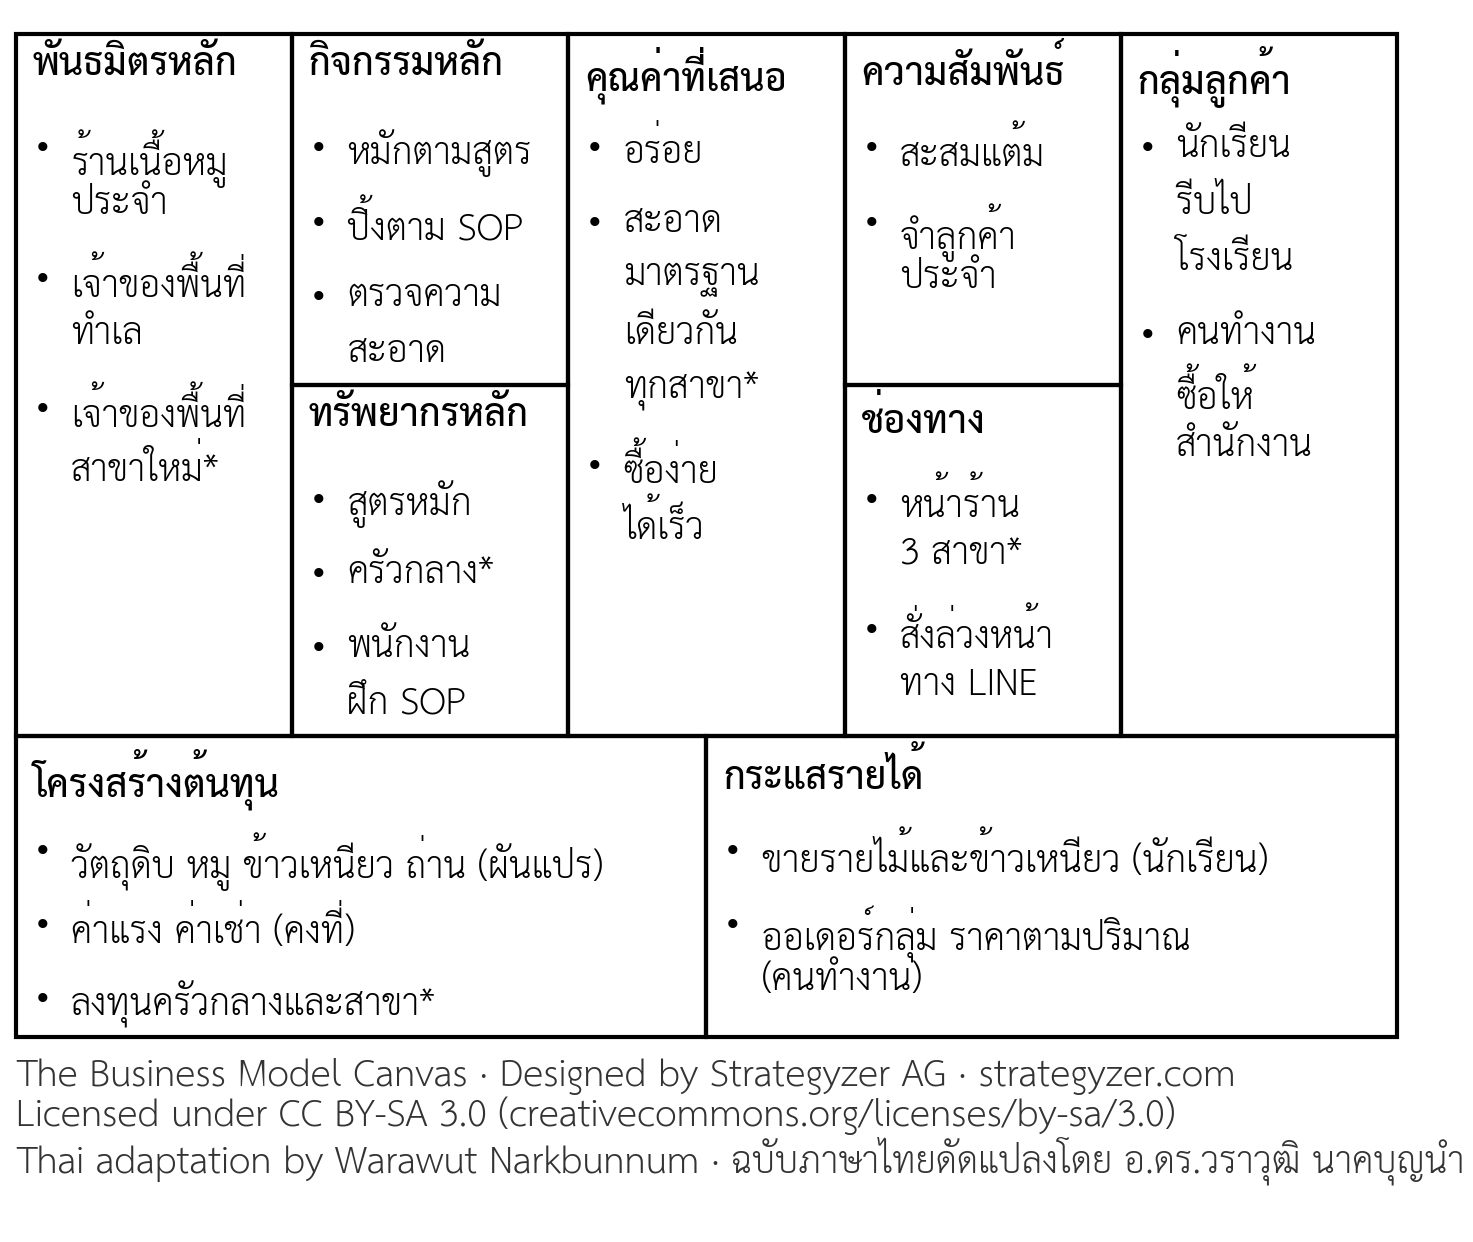 พันธมิตรหลัก
• ร้านเนื้อหมู
ประจำ
• เจ้าของพื้นที่
ทำเล
• เจ้าของพื้นที่
สาขาใหม่*
กิจกรรมหลัก
• หมักตามสูตร
• ปิ้งตาม SOP
• ตรวจความ
สะอาด
ทรัพยากรหลัก
• สูตรหมัก
• ครัวกลาง*
• พนักงาน
ฝึก SOP
คุณค่าที่เสนอ
• อร่อย
• สะอาด
มาตรฐาน
เดียวกัน
ทุกสาขา*
• ซื้อง่าย
ได้เร็ว
ความสัมพันธ์
• สะสมแต้ม
• จำลูกค้า
ประจำ
ช่องทาง
• หน้าร้าน
3 สาขา*
• สั่งล่วงหน้า
ทาง LINE
กลุ่มลูกค้า
• นักเรียน
รีบไป
โรงเรียน
• คนทำงาน
ซื้อให้
สำนักงาน
โครงสร้างต้นทุน
• วัตถุดิบ หมู ข้าวเหนียว ถ่าน (ผันแปร)
• ค่าแรง ค่าเช่า (คงที่)
• ลงทุนครัวกลางและสาขา*
กระแสรายได้
• ขายรายไม้และข้าวเหนียว (นักเรียน)
• ออเดอร์กลุ่ม ราคาตามปริมาณ
(คนทำงาน)
The Business Model Canvas · Designed by Strategyzer AG · strategyzer.com
Licensed under CC BY-SA 3.0 (creativecommons.org/licenses/by-sa/3.0)
Thai adaptation by Warawut Narkbunnum · ฉบับภาษาไทยดัดแปลงโดย อ.ดร.วราวุฒิ นาคบุญนำ